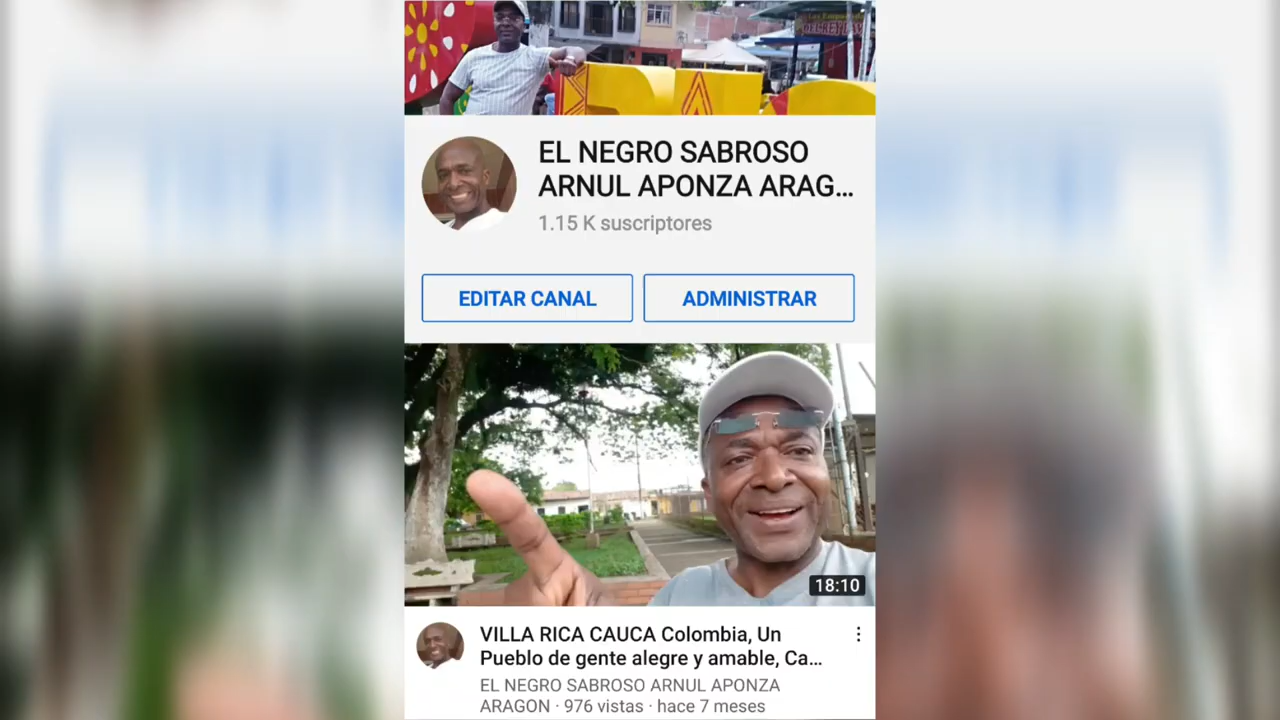 EL NEGRO SABROSO
ARNUL APONZA ARAG...
1.15 K suscriptores
EDITAR CANAL
ADMINISTRAR
18:10
VILLA RICA CAUCA Colombia, Un
Pueblo de gente alegre y amable, Ca...
EL NEGRO SABROSO ARNUL APONZA
ARAGON · 976 vistas · hace 7 meses